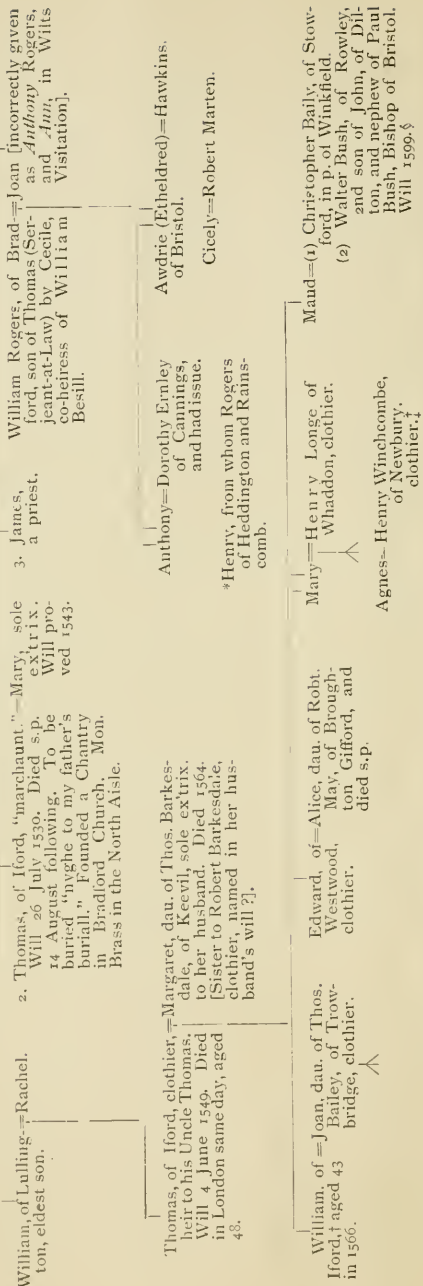 William, of Lulling-=Rachel.
ton, eldest son.
2. Thomas, of Iford, "marchaunt."=Mary, sole
Will 26 July 1530. Died s.p. ex'trix.
14 August following. To be Will pro-
buried "nyghe to my father's ved 1543.
buriall." Founded a Chantry
in Bradford Church. Mon.
Brass in the North Aisle.
3. James,
a priest.
William Rogers, of Brad-=Joan [incorrectly given
ford, son of Thomas (Ser- as Anthony Rogers,
jeant-at-Law) by Cecile, and Ann, in Wilts
co-heiress of William Visitation].
Besill.
Thomas, of Iford, clothier,=Margaret, dau. of Thos. Barkes-
heir to his Uncle Thomas. dale, of Keevil, sole ex'trix.
Will 4 June 1549. Died to her husband. Died 1564.
in London same day, aged [Sister to Robert Barkesdale,
48. clothier, named in her hus-
band's will?].
Anthony=Dorothy Ernley
of Cannings,
and had issue.
Awdrie (Etheldred)=Hawkins.
of Bristol.
*Henry, from whom Rogers
of Heddington and Rains-
comb.
Cicely=Robert Marten.
William, of =Joan, dau. of Thos.
Iford,† aged 43 Bailey, of Trow-
in 1566. bridge, clothier.
Edward, of=Alice, dau. of Robt.
Westwood, May, of Brough-
clothier. ton Gifford, and
died s.p.
Mary=Henry Longe of
Whaddon, clothier.
Agnes=Henry Winchcombe,
of Newbury,
clothier.‡
Maud=(1) Christopher Baily, of Stow-
ford, in p. of Winkfield.
(2) Walter Bush, of Rowley,
2nd son of John, of Dil-
ton, and nephew of Paul
Bush, Bishop of Bristol.
Will 1599.§